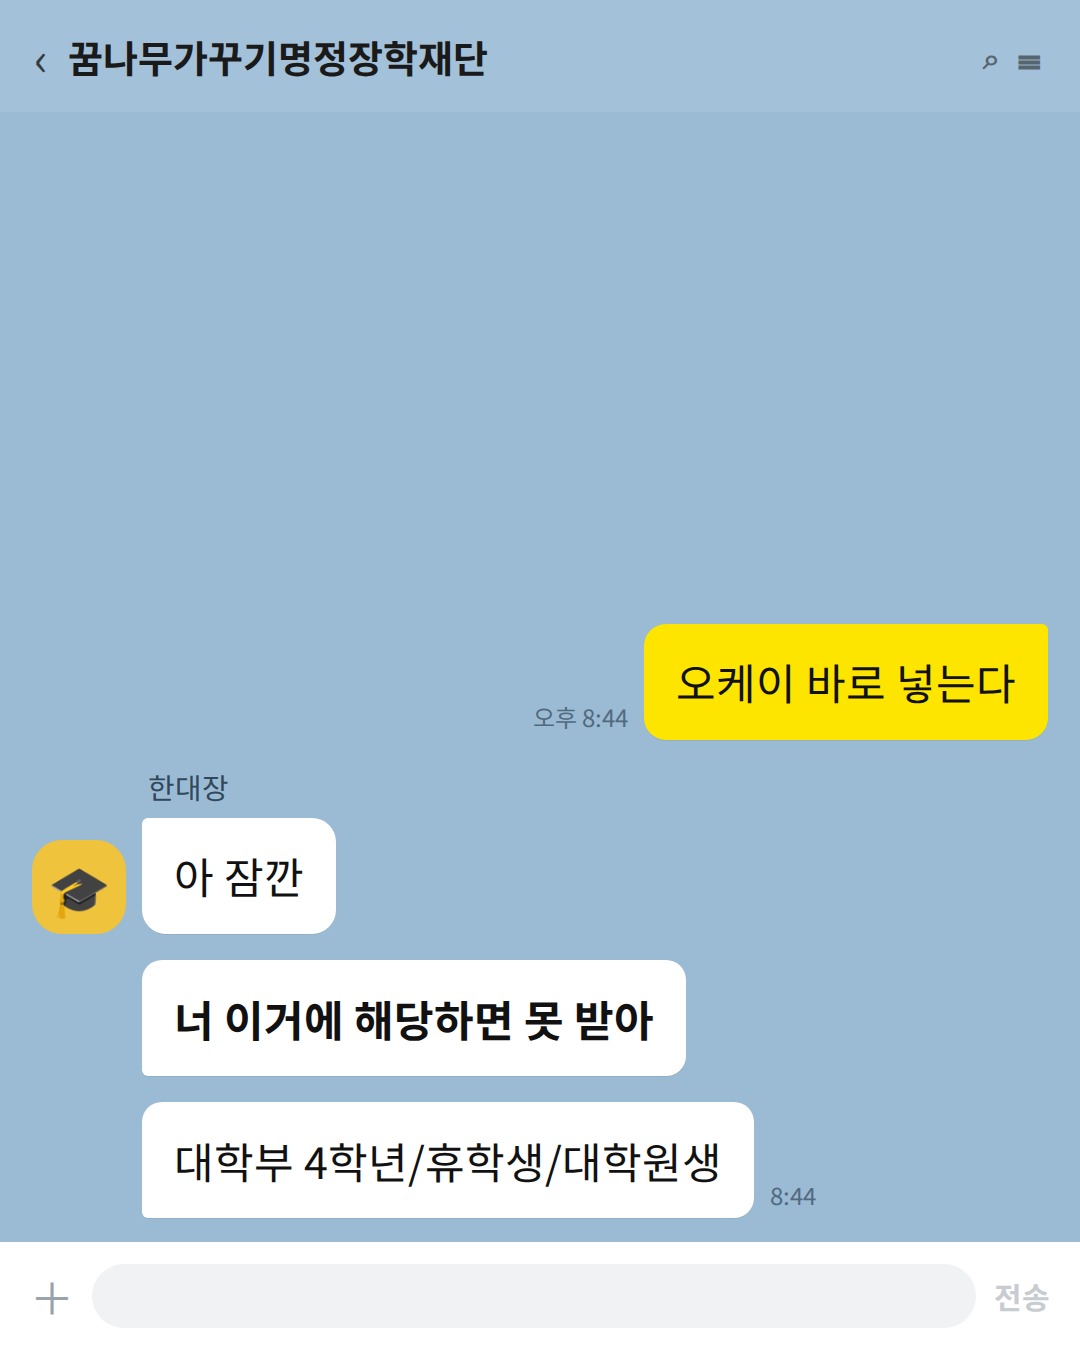 꿈나무가꾸기명정장학재단
오케이 바로 넣는다
오후 8:44
한대장
아 잠깐
너 이거에 해당하면 못 받아
대학부 4학년/휴학생/대학원생
8:44
전송